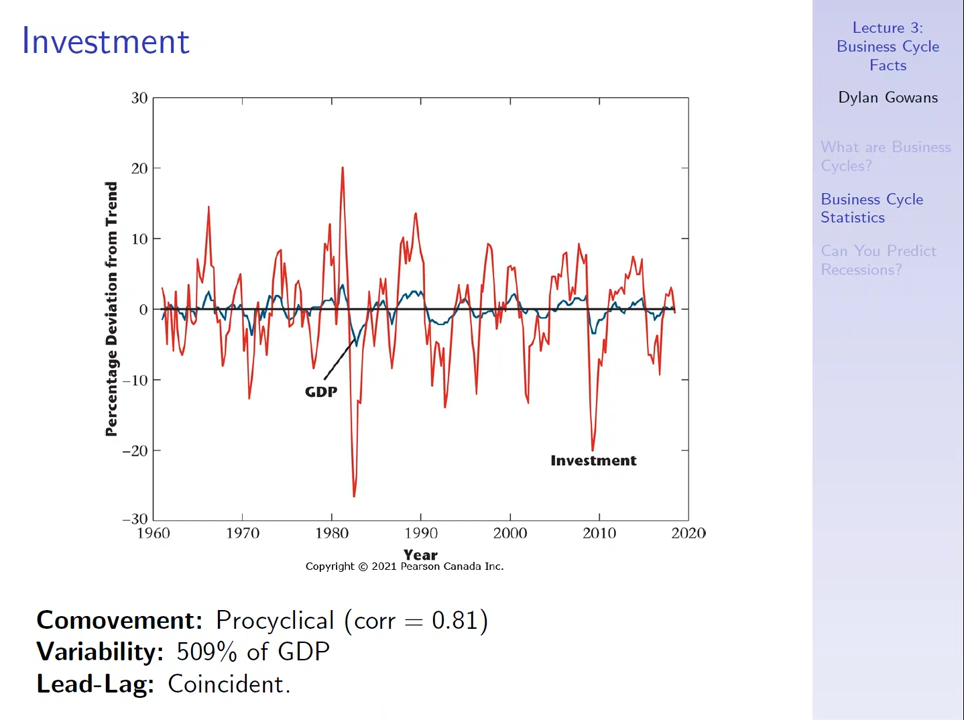 Investment
30
20
10
0
−10
−20
−30
Percentage Deviation from Trend
GDP
Investment
1960 1970 1980 1990 2000 2010 2020
Year
Copyright © 2021 Pearson Canada Inc.
Comovement: Procyclical (corr = 0.81)
Variability: 509% of GDP
Lead-Lag: Coincident.
Lecture 3:
Business Cycle
Facts
Dylan Gowans
What are Business
Cycles?
Business Cycle
Statistics
Can You Predict
Recessions?